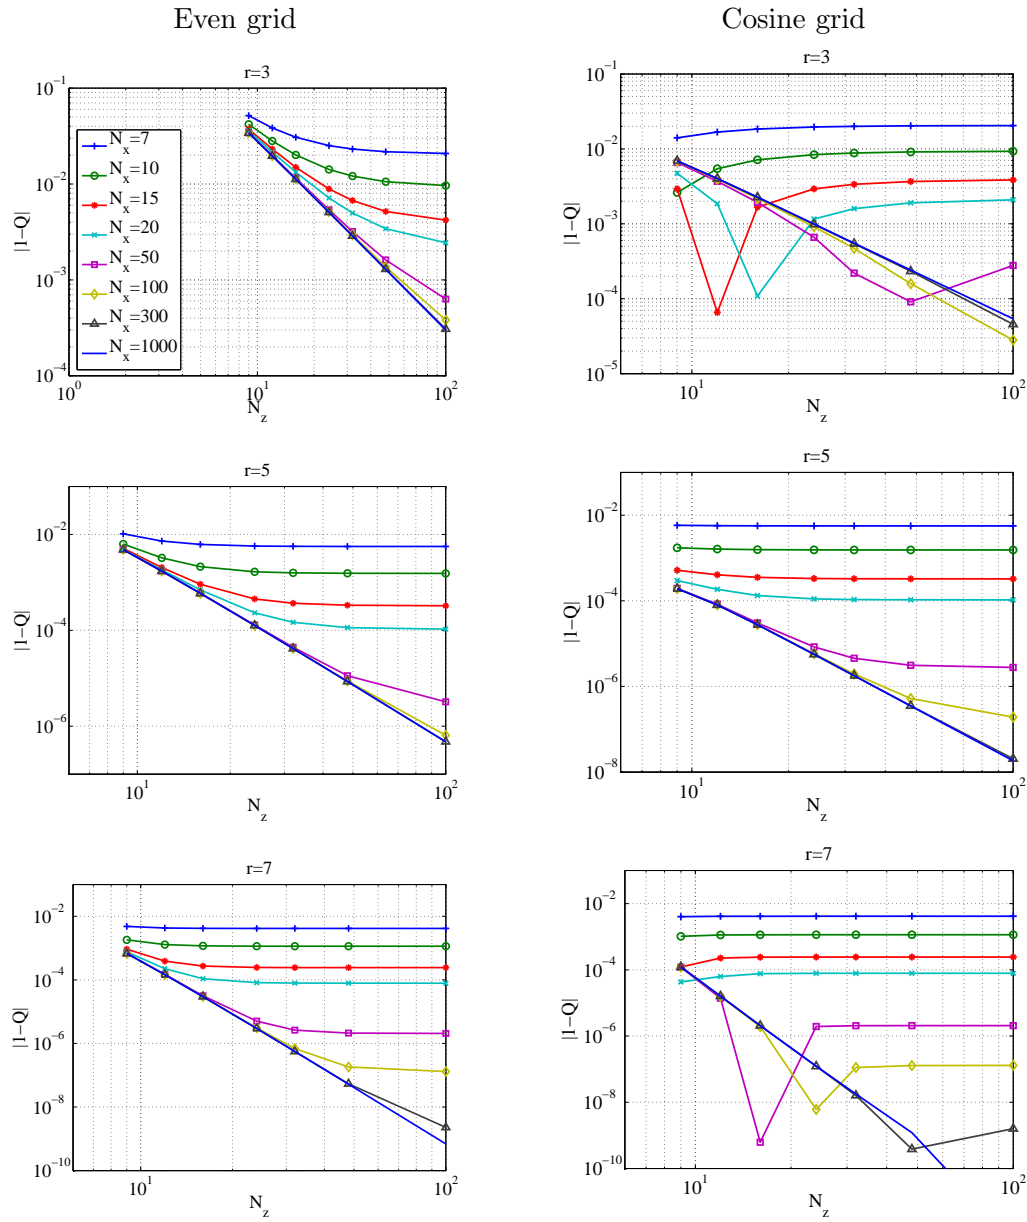 Even grid
Cosine grid
r=3
10^−1
10^−2
10^−3
10^−4
10^0
10^1
10^2
|1−Q|
N_z
N_x=7
N_x=10
N_x=15
N_x=20
N_x=50
N_x=100
N_x=300
N_x=1000
r=3
10^−1
10^−2
10^−3
10^−4
10^−5
10^1
10^2
|1−Q|
N_z
r=5
10^−2
10^−4
10^−6
10^1
10^2
|1−Q|
N_z
r=5
10^−2
10^−4
10^−6
10^−8
10^1
10^2
|1−Q|
N_z
r=7
10^−2
10^−4
10^−6
10^−8
10^−10
10^1
10^2
|1−Q|
N_z
r=7
10^−2
10^−4
10^−6
10^−8
10^−10
10^1
10^2
|1−Q|
N_z